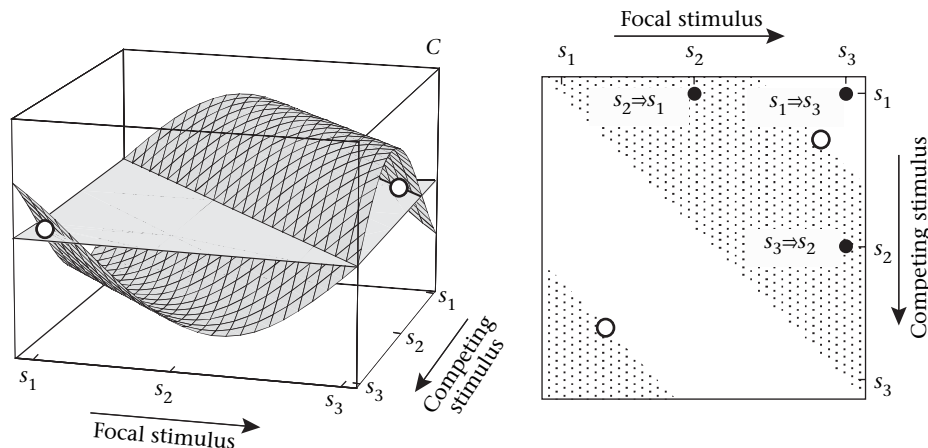 C
s1
s2
s3
Focal stimulus
s1
s2
s3
Competing
stimulus
Focal stimulus
s1
s2
s3
s2⇒s1
s1⇒s3
s3⇒s2
s1
s2
s3
Competing stimulus